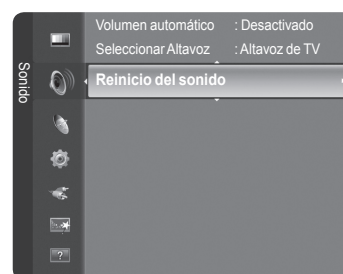 Sonido
Volumen automático : Desactivado
Seleccionar Altavoz : Altavoz de TV
Reinicio del sonido
?